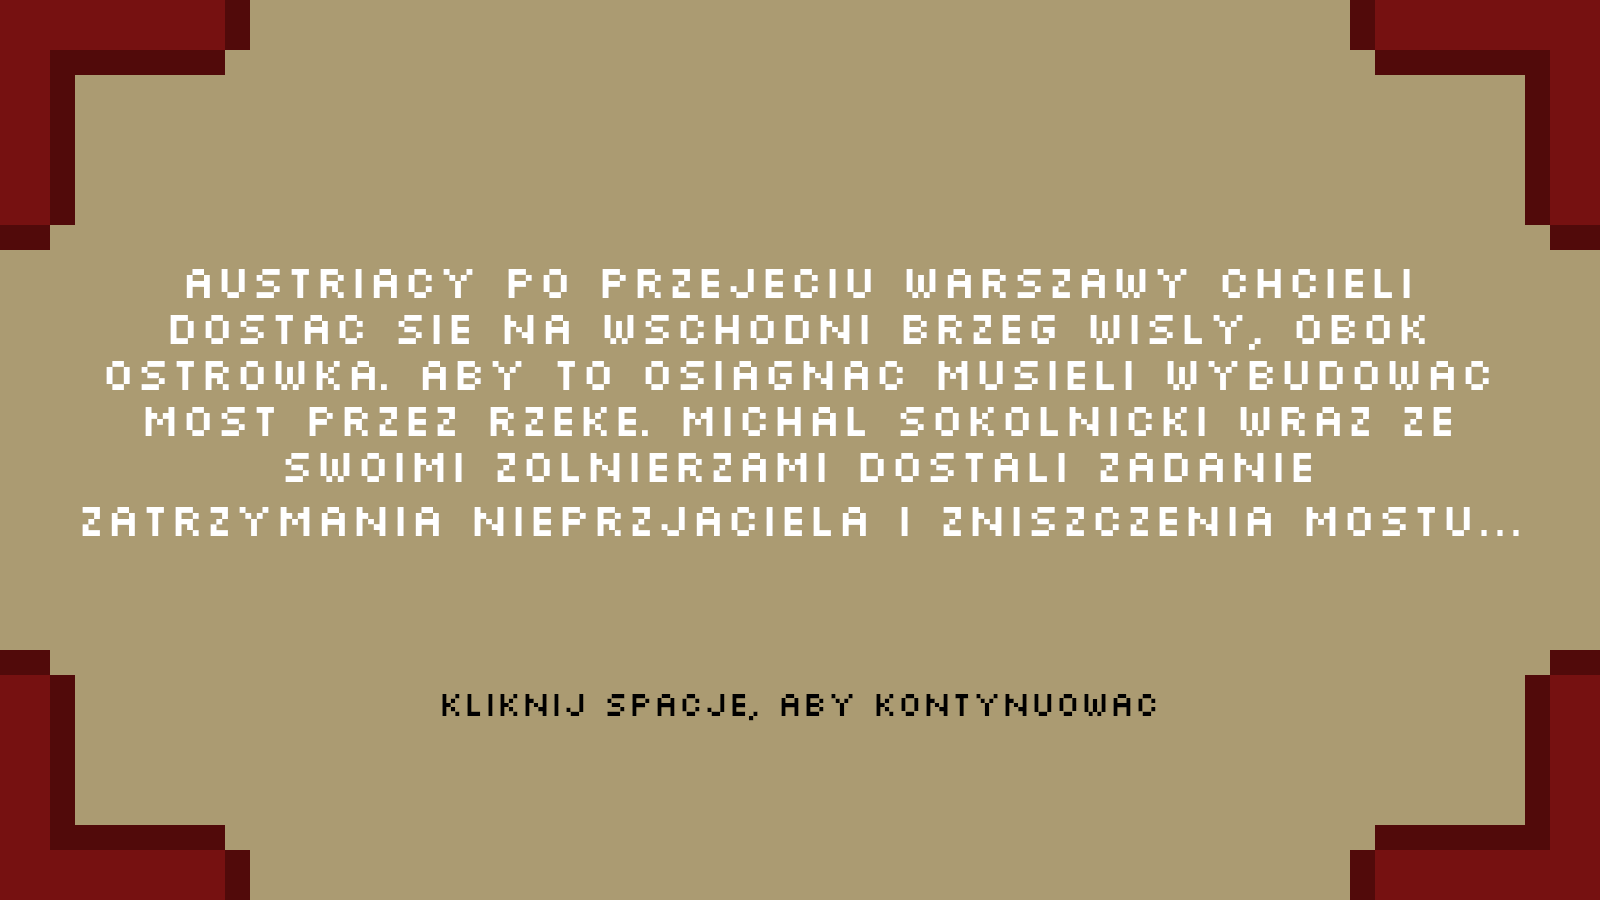 AUSTRIACY PO PRZEJECIU WARSZAWY CHCIELI
DOSTAC SIE NA WSCHODNI BRZEG WISLY, OBOK
OSTROWKA. ABY TO OSIAGNAC MUSIELI WYBUDOWAC
MOST PRZEZ RZEKE. MICHAL SOKOLNICKI WRAZ ZE
SWOIMI ZOLNIERZAMI DOSTALI ZADANIE
ZATRZYMANIA NIEPRZJACIELA I ZNISZCZENIA MOSTU...
KLIKNIJ SPACJE, ABY KONTYNUOWAC